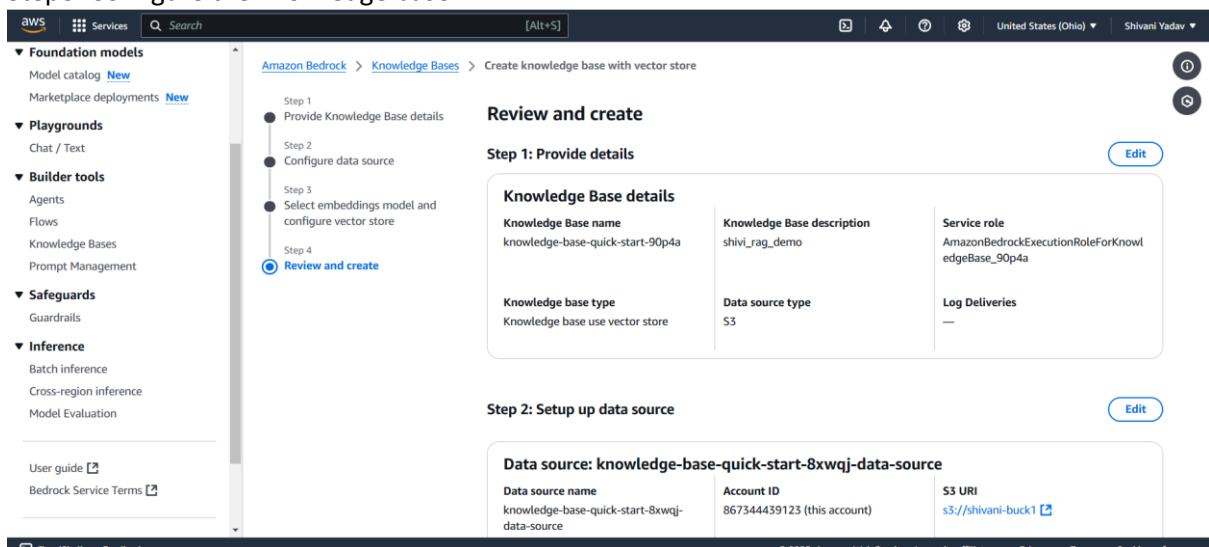 aws Services Search [Alt+S] United States (Ohio) ▼ Shivani Yadav ▼
▼ Foundation models
Model catalog New
Marketplace deployments New
▼ Playgrounds
Chat / Text
▼ Builder tools
Agents
Flows
Knowledge Bases
Prompt Management
▼ Safeguards
Guardrails
▼ Inference
Batch inference
Cross-region inference
Model Evaluation
User guide
Bedrock Service Terms
Amazon Bedrock > Knowledge Bases > Create knowledge base with vector store
Step 1
Provide Knowledge Base details
Step 2
Configure data source
Step 3
Select embeddings model and
configure vector store
Step 4
Review and create
Review and create
Step 1: Provide details Edit
Knowledge Base details
Knowledge Base name
knowledge-base-quick-start-90p4a
Knowledge Base description
shivi_rag_demo
Service role
AmazonBedrockExecutionRoleForKnowl
edgeBase_90p4a
Knowledge base type
Knowledge base use vector store
Data source type
S3
Log Deliveries
—
Step 2: Setup up data source Edit
Data source: knowledge-base-quick-start-8xwqj-data-source
Data source name
knowledge-base-quick-start-8xwqj-
data-source
Account ID
867344439123 (this account)
S3 URI
s3://shivani-buck1